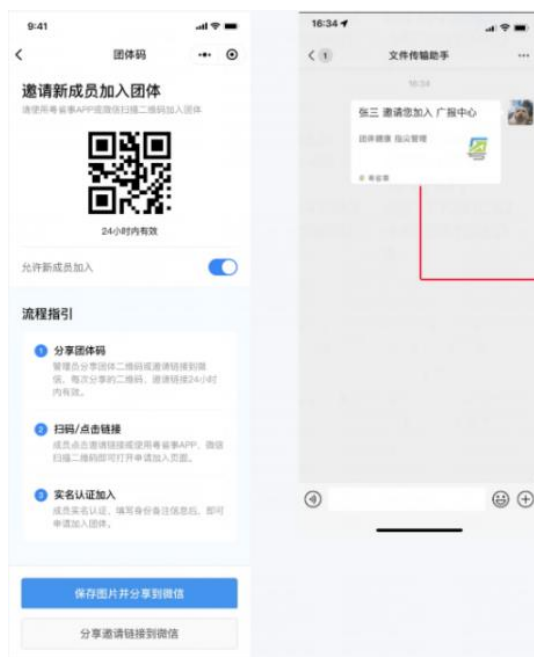 9:41
团体码
邀请新成员加入团体
请使用粤省事APP或微信扫描二维码加入团体
24小时内有效
允许新成员加入
流程指引
1 分享团体码
管理员分享团体二维码或邀请链接到微
信，每次分享的二维码、邀请链接24小时
内有效。
2 扫码/点击链接
成员点击邀请链接或使用粤省事APP、微信
扫描二维码即可打开申请加入页面。
3 实名认证加入
成员实名认证、填写身份备注信息后，即可
申请加入团体。
保存图片并分享到微信
分享邀请链接到微信
16:34
1
文件传输助手
16:34
张三 邀请您加入 广报中心
团体健康 指尖管理
粤省事